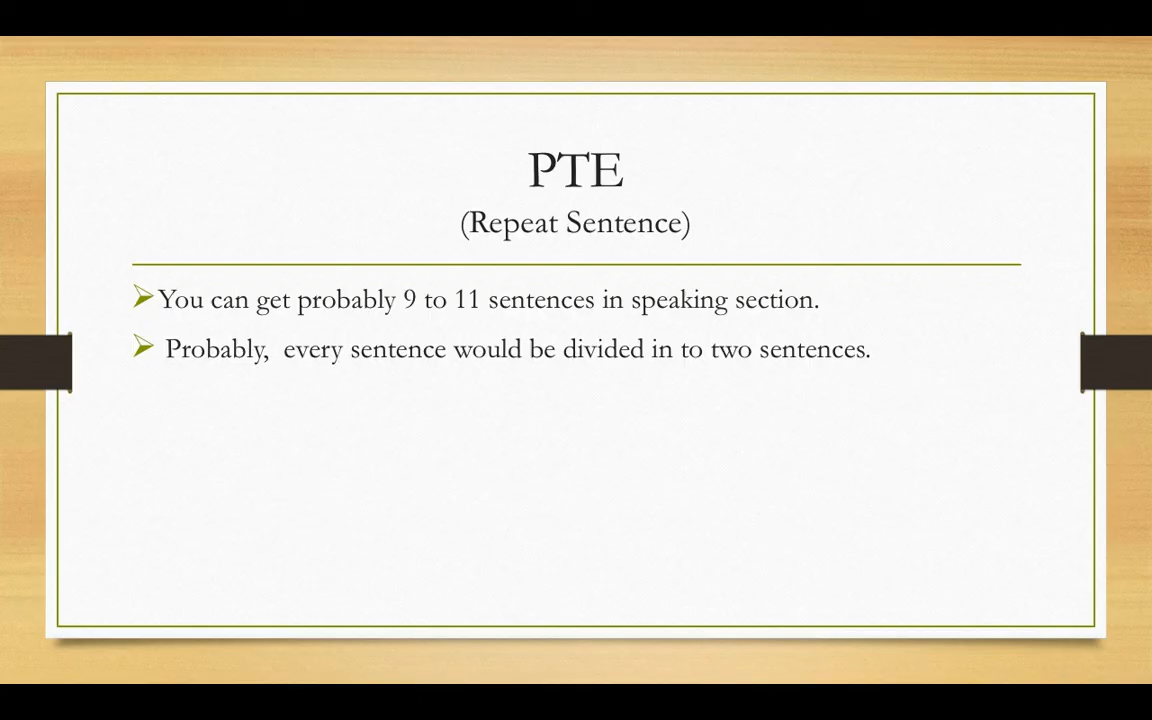 PTE
(Repeat Sentence)
You can get probably 9 to 11 sentences in speaking section.
Probably,  every sentence would be divided in to two sentences.